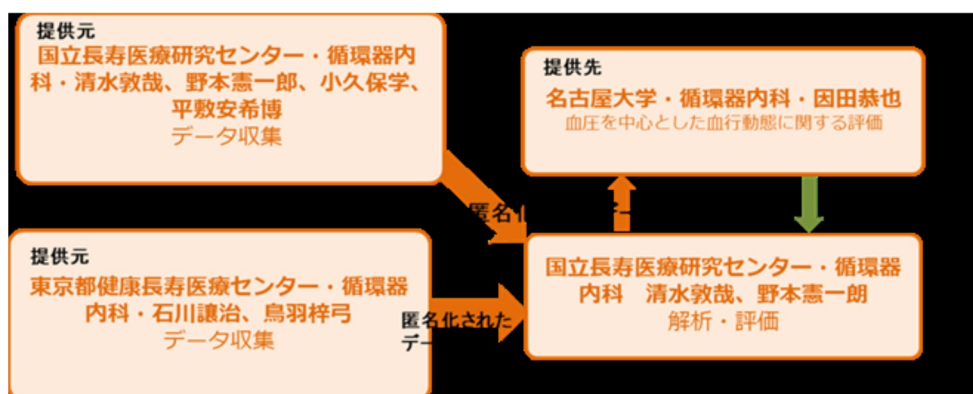 提供元
国立長寿医療研究センター・循環器内
科・清水敦哉、野本憲一郎、小久保学、
平敷安希博
データ収集
提供先
名古屋大学・循環器内科・因田恭也
血圧を中心とした血行動態に関する評価
匿名化
デー
提供元
東京都健康長寿医療センター・循環器
内科・石川讓治、鳥羽梓弓
データ収集
匿名化された
デー
国立長寿医療研究センター・循環器
内科 清水敦哉、野本憲一朗
解析・評価